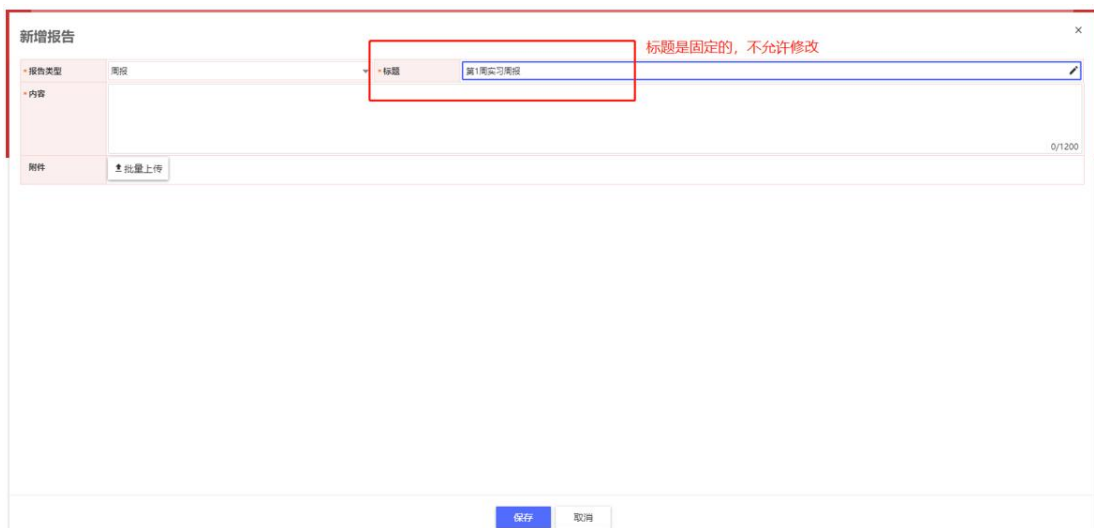 新增报告
标题是固定的，不允许修改
*报告类型 周报 *标题 第1周实习周报
*内容
0/1200
附件 批量上传
保存 取消